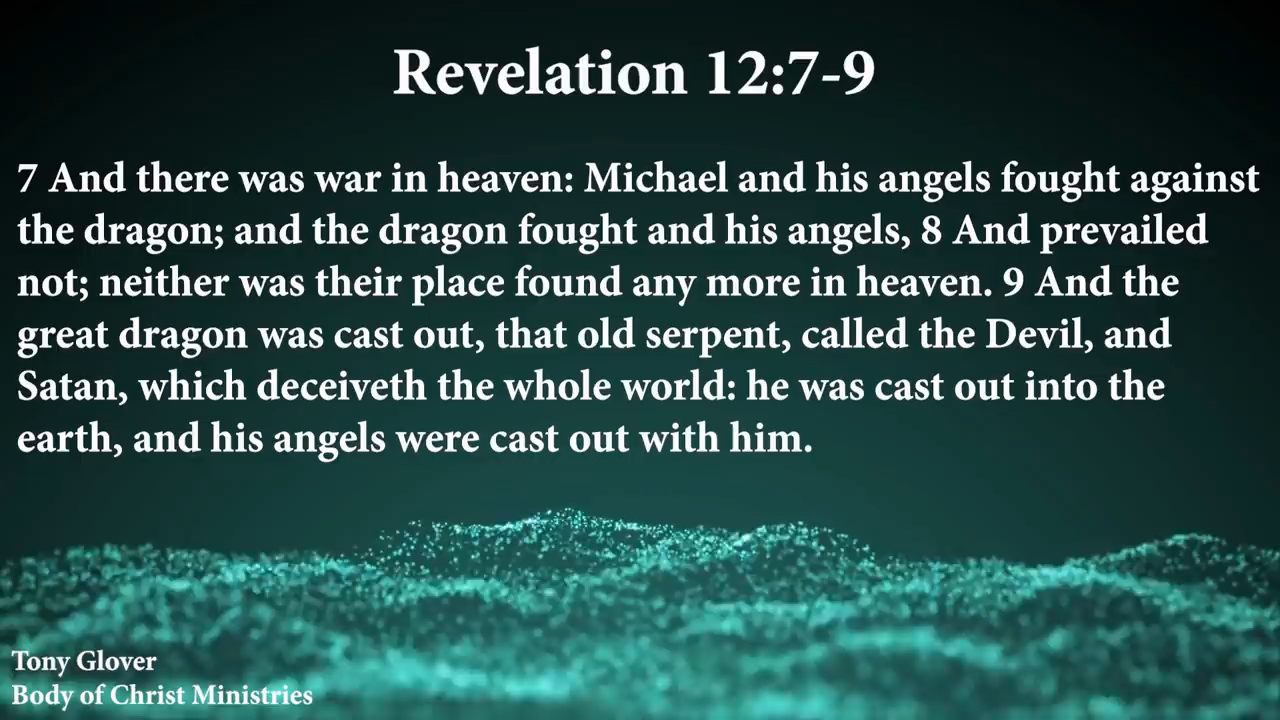 Revelation 12:7-9
7 And there was war in heaven: Michael and his angels fought against
the dragon; and the dragon fought and his angels, 8 And prevailed
not; neither was their place found any more in heaven. 9 And the
great dragon was cast out, that old serpent, called the Devil, and
Satan, which deceiveth the whole world: he was cast out into the
earth, and his angels were cast out with him.
Tony Glover
Body of Christ Ministries